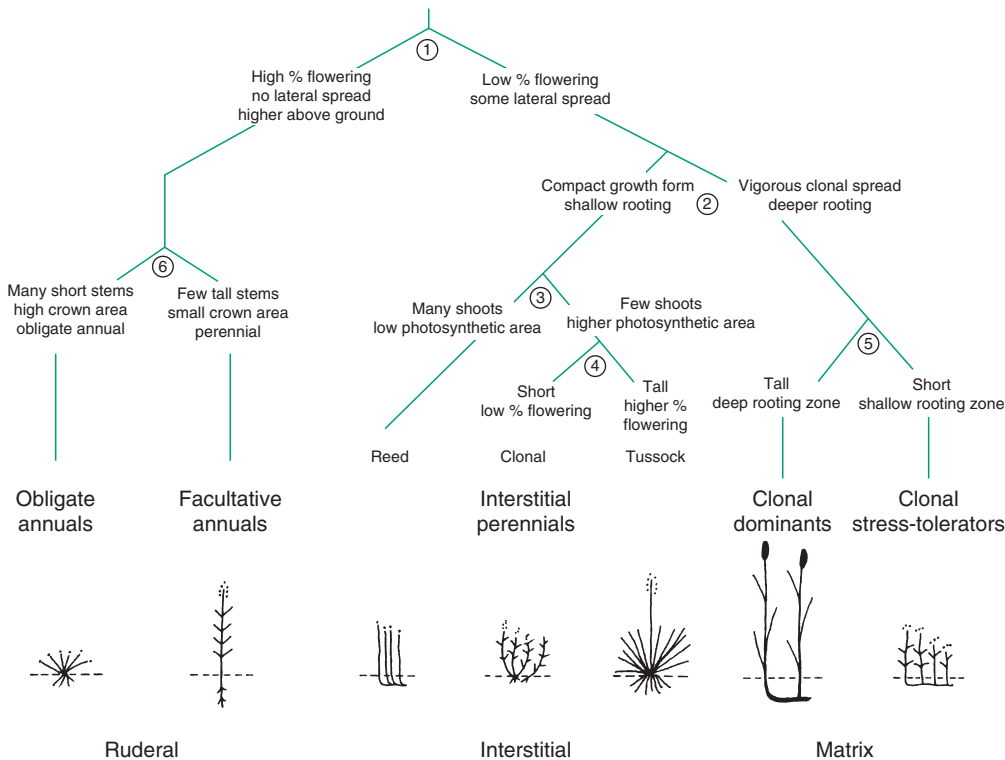 1
High % flowering
no lateral spread
higher above ground
Low % flowering
some lateral spread
Compact growth form
shallow rooting
2
Vigorous clonal spread
deeper rooting
6
Many short stems
high crown area
obligate annual
Few tall stems
small crown area
perennial
3
Many shoots
low photosynthetic area
Few shoots
higher photosynthetic area
4
5
Short
low % flowering
Tall
higher %
flowering
Tall
deep rooting zone
Short
shallow rooting zone
Reed
Clonal
Tussock
Obligate
annuals
Facultative
annuals
Interstitial
perennials
Clonal
dominants
Clonal
stress-tolerators
Ruderal
Interstitial
Matrix